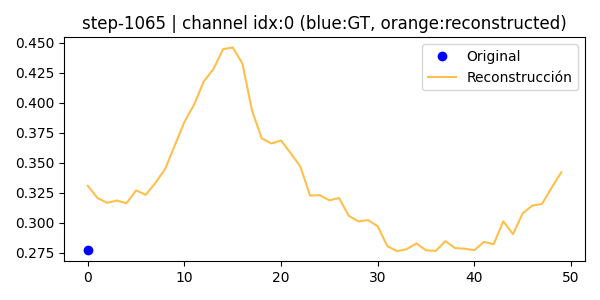 step-1065 | channel idx:0 (blue:GT, orange:reconstructed)
0.450
0.425
0.400
0.375
0.350
0.325
0.300
0.275
Original
Reconstrucción
0 10 20 30 40 50